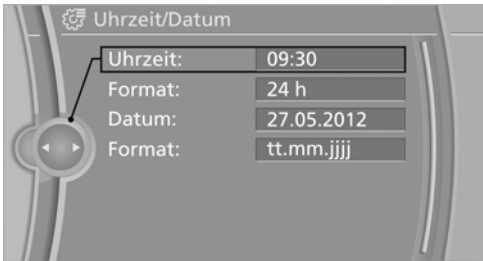 Uhrzeit/Datum
Uhrzeit: 09:30
Format: 24 h
Datum: 27.05.2012
Format: tt.mm.jjjj